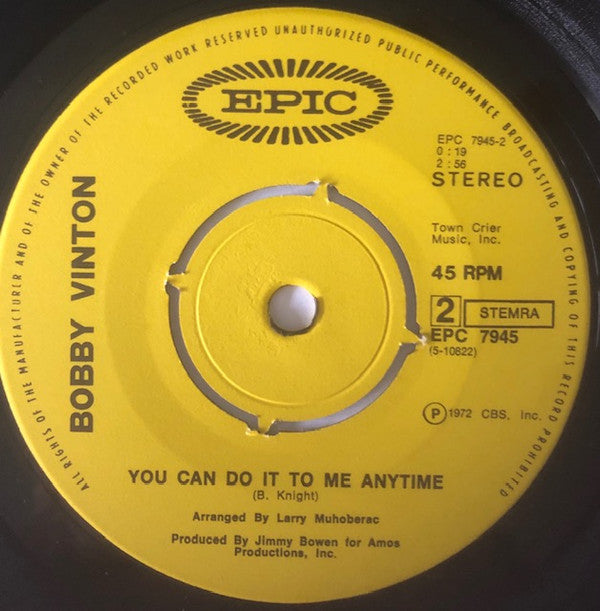 ALL RIGHTS OF THE MANUFACTURER AND OF THE OWNER OF THE RECORDED WORK RESERVED UNAUTHORIZED PUBLIC PERFORMANCE BROADCASTING AND COPYING OF THIS RECORD PROHIBITED
EPIC
BOBBY VINTON
EPC 7945-2
0:19
2:56
STEREO
Town Crier
Music, Inc.
45 RPM
2 STEMRA
EPC 7945
(5-10822)
Ⓟ1972 CBS, Inc.
YOU CAN DO IT TO ME ANYTIME
(B. Knight)
Arranged By Larry Muhoberac
Produced By Jimmy Bowen for Amos
Productions, Inc.